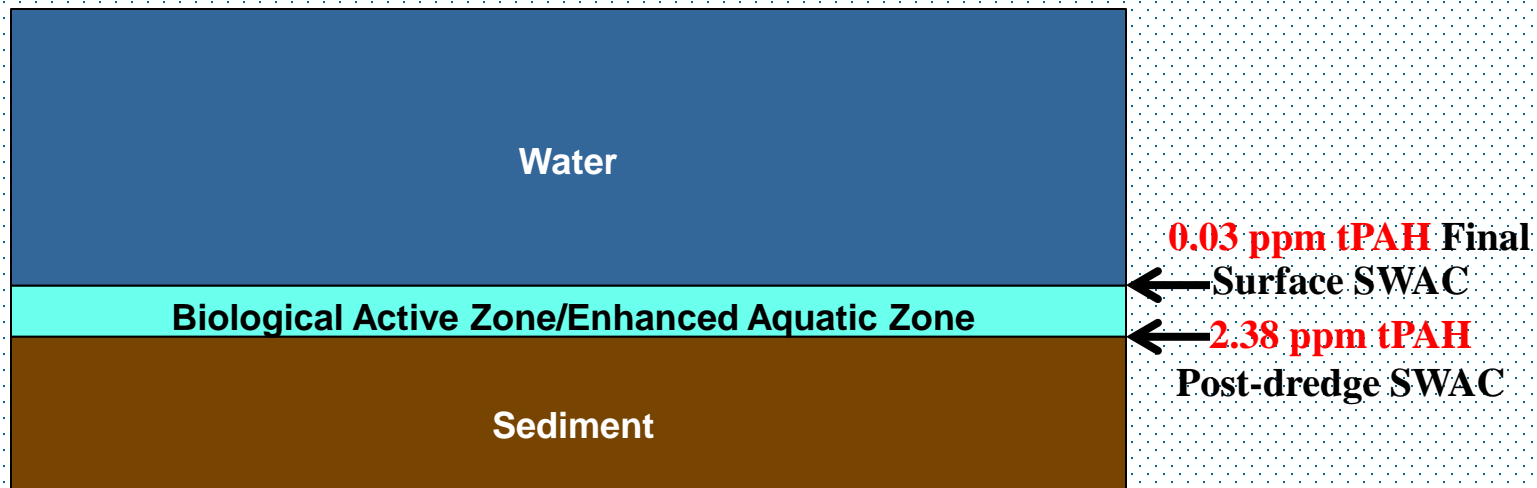 Water
0.03 ppm tPAH Final
Surface SWAC
Biological Active Zone/Enhanced Aquatic Zone
2.38 ppm tPAH
Post-dredge SWAC
Sediment